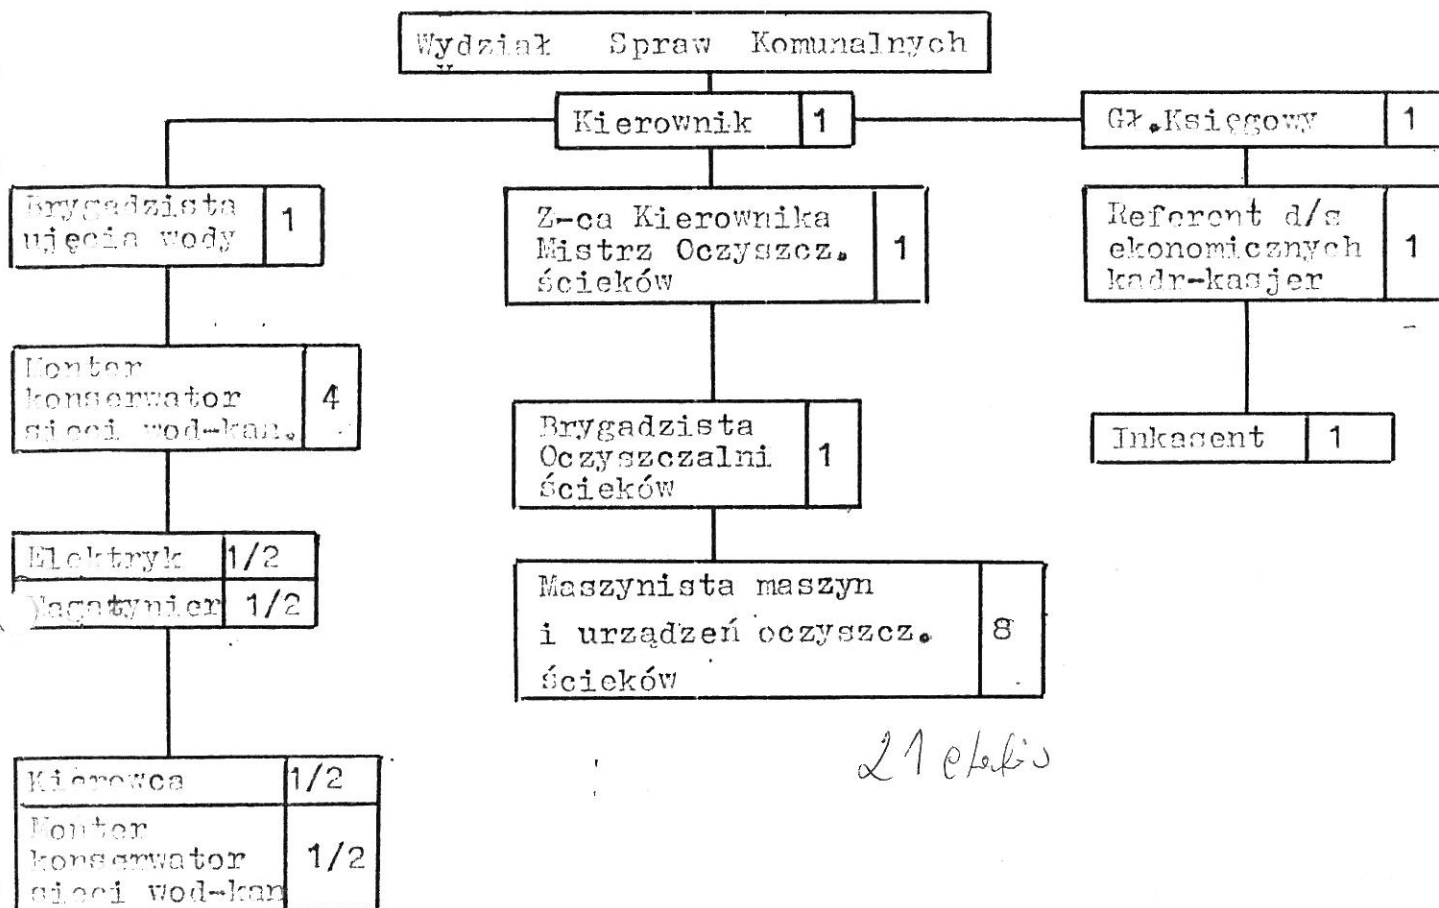 Wydział Spraw Komunalnych
Kierownik 1
Gł.Księgowy 1
Brygadzista
ujęcia wody 1
Z-ca Kierownika
Mistrz Oczyszcz.
ścieków 1
Referent d/s
ekonomicznych
kadr-kasjer 1
Monter
konserwator
sieci wod-kan. 4
Brygadzista
Oczyszczalni
ścieków 1
Inkasent 1
Elektryk 1/2
Magatynier 1/2
Maszynista maszyn
i urządzeń oczyszcz.
ścieków 8
21 etatów
Kierowca 1/2
Monter
konserwator
sieci wod-kan 1/2